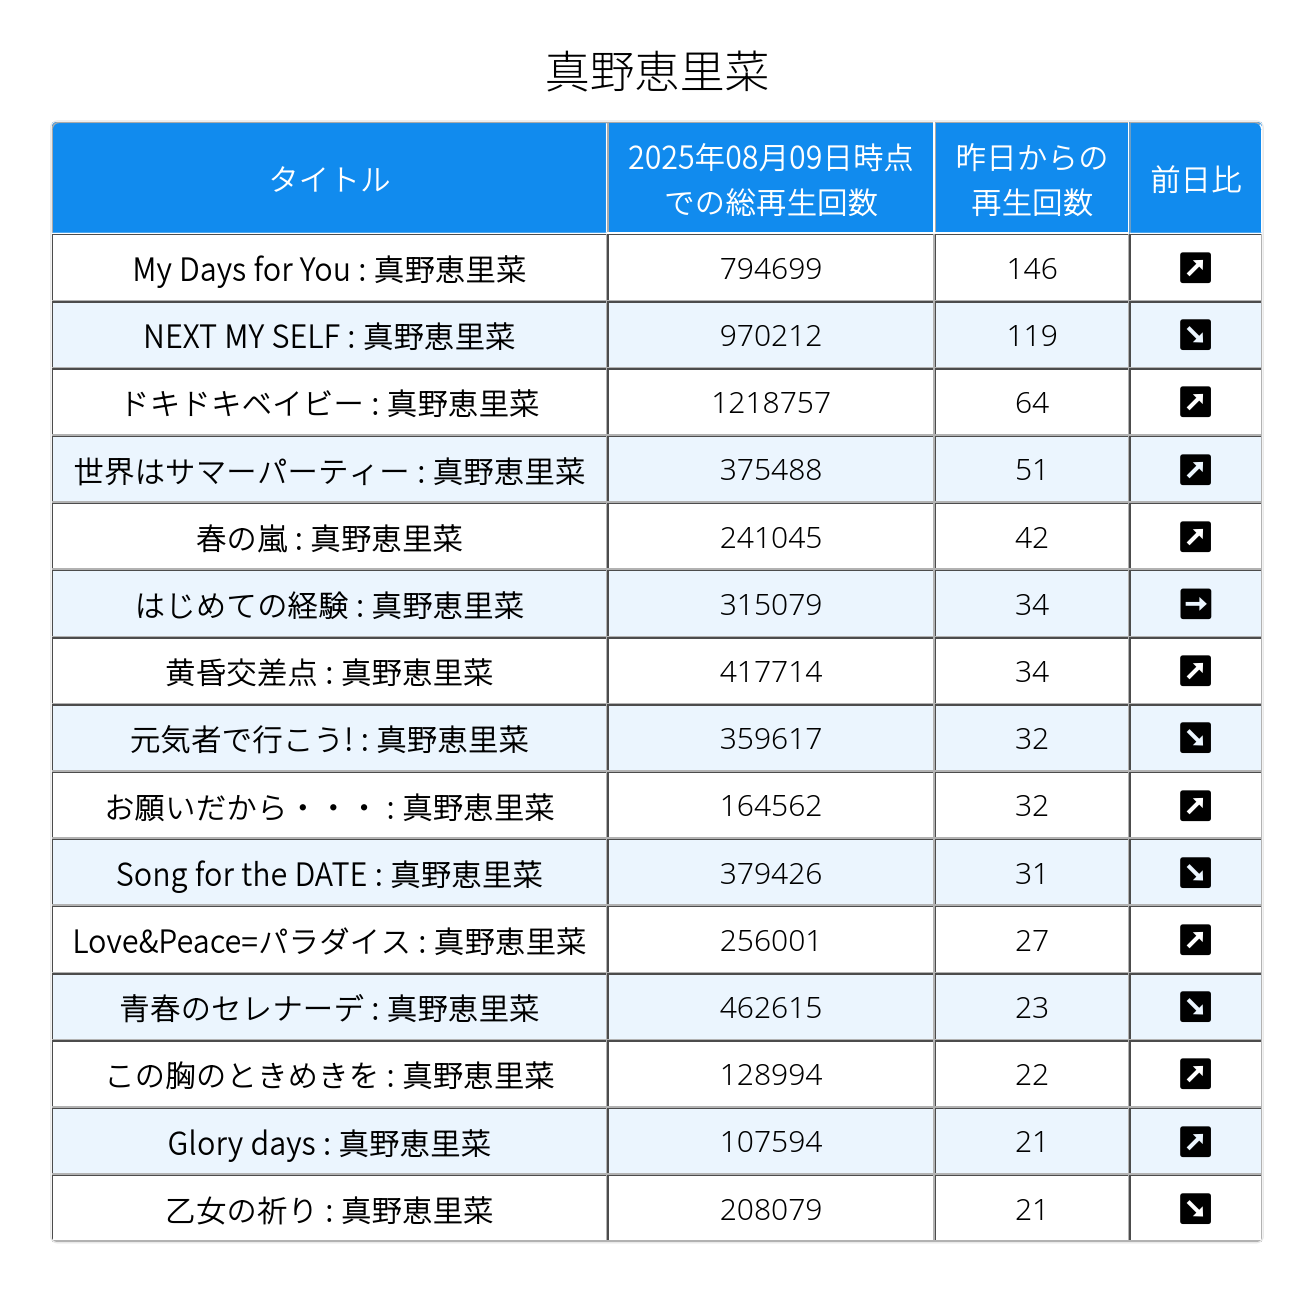 真野恵里菜
タイトル 2025年08月09日時点での総再生回数 昨日からの再生回数 前日比
My Days for You : 真野恵里菜 794699 146 ↗
NEXT MY SELF : 真野恵里菜 970212 119 ↘
ドキドキベイビー : 真野恵里菜 1218757 64 ↗
世界はサマーパーティー : 真野恵里菜 375488 51 ↗
春の嵐 : 真野恵里菜 241045 42 ↗
はじめての経験 : 真野恵里菜 315079 34 →
黄昏交差点 : 真野恵里菜 417714 34 ↗
元気者で行こう! : 真野恵里菜 359617 32 ↘
お願いだから・・・ : 真野恵里菜 164562 32 ↗
Song for the DATE : 真野恵里菜 379426 31 ↘
Love&Peace=パラダイス : 真野恵里菜 256001 27 ↗
青春のセレナーデ : 真野恵里菜 462615 23 ↘
この胸のときめきを : 真野恵里菜 128994 22 ↗
Glory days : 真野恵里菜 107594 21 ↗
乙女の祈り : 真野恵里菜 208079 21 ↘